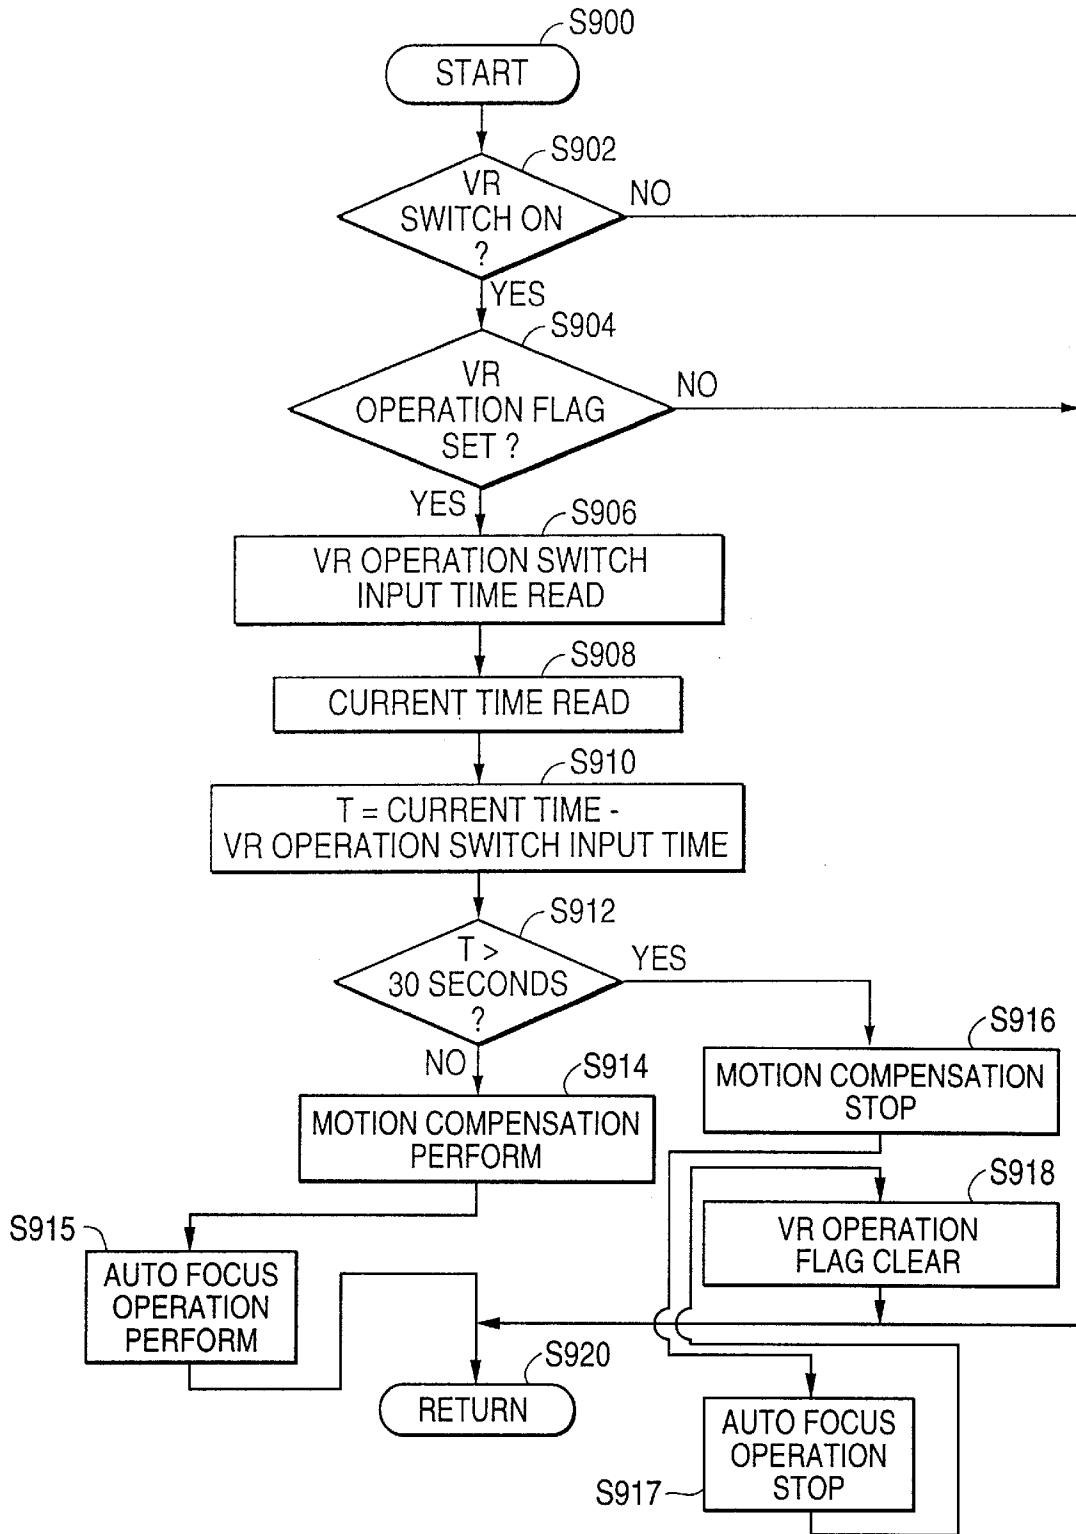 S900
START
S902
VR
SWITCH ON
?
NO
YES
S904
VR
OPERATION FLAG
SET ?
NO
YES
S906
VR OPERATION SWITCH
INPUT TIME READ
S908
CURRENT TIME READ
S910
T = CURRENT TIME -
VR OPERATION SWITCH INPUT TIME
S912
T >
30 SECONDS
?
YES
NO
S914
MOTION COMPENSATION
PERFORM
S916
MOTION COMPENSATION
STOP
S915
AUTO FOCUS
OPERATION
PERFORM
S918
VR OPERATION
FLAG CLEAR
S920
RETURN
S917
AUTO FOCUS
OPERATION
STOP